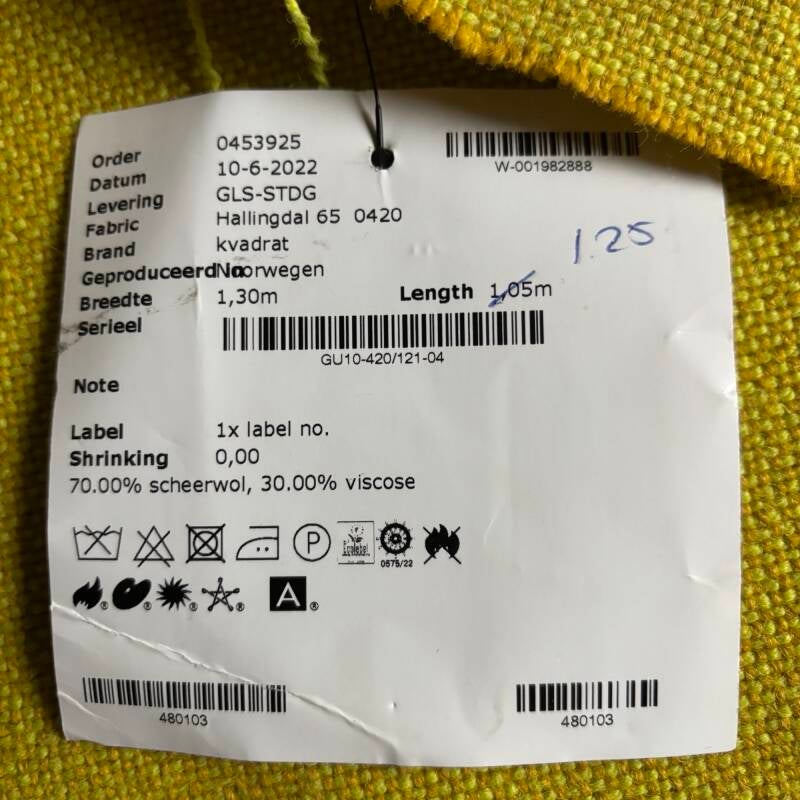 Order 0453925
W-001982888
Datum 10-6-2022
Levering GLS-STDG
Fabric Hallingdal 65 0420
Brand kvadrat
1.25
Geproduceerd Noorwegen
Breedte 1,30m Length 1,05m
Serieel
GU10-420/121-04
Note
Label 1x label no.
Shrinking 0,00
70.00% scheerwol, 30.00% viscose
P Ecolabel 0575/22
® ® ® ® A ®
480103 480103